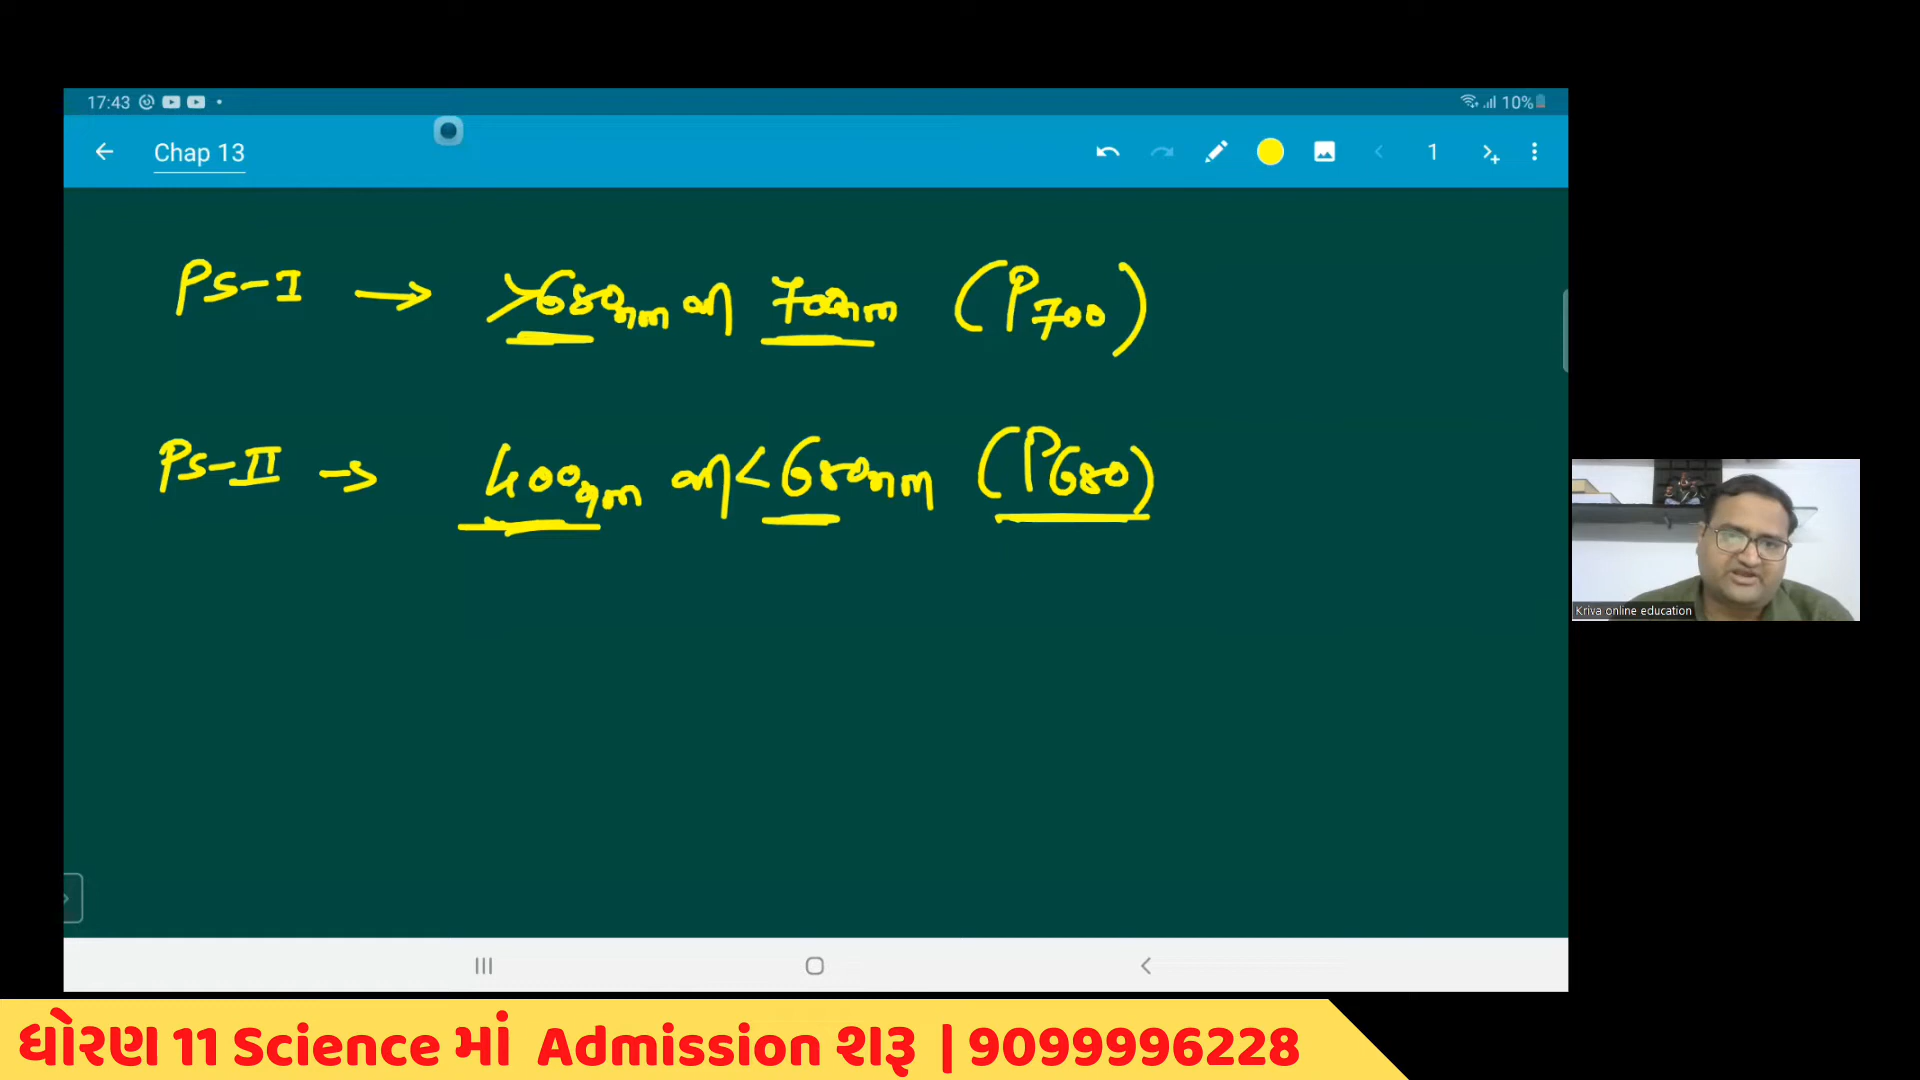 17:43
10%
Chap 13
1
PS-I → >680nm થી 700nm (P700)
PS-II → 400nm થી <680nm (P680)
Kriva online education
ધોરણ 11 Science માં Admission શરૂ | 9099996228